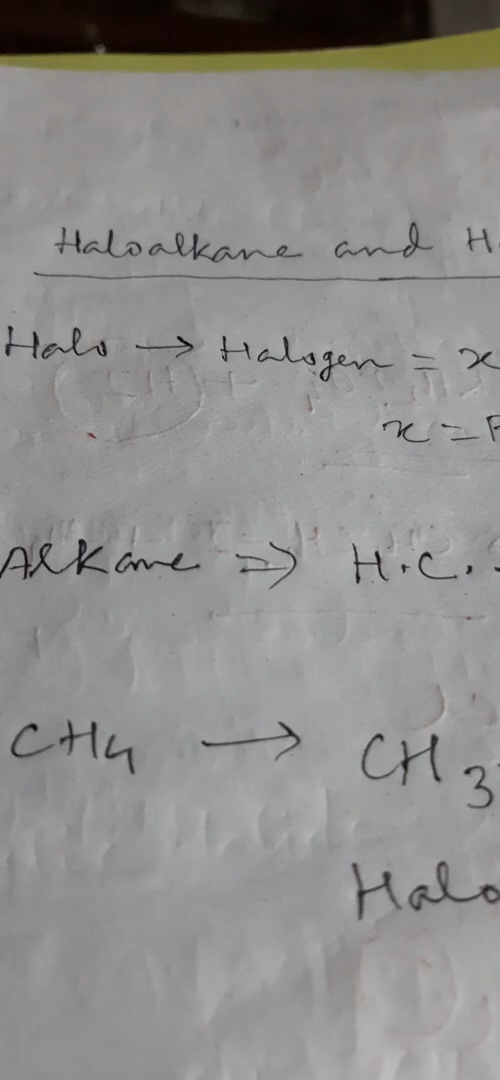 Haloalkane and H
Halo → Halogen = x
x = F
Alkane ⇒ H.C.
CH4 → CH3
Halo